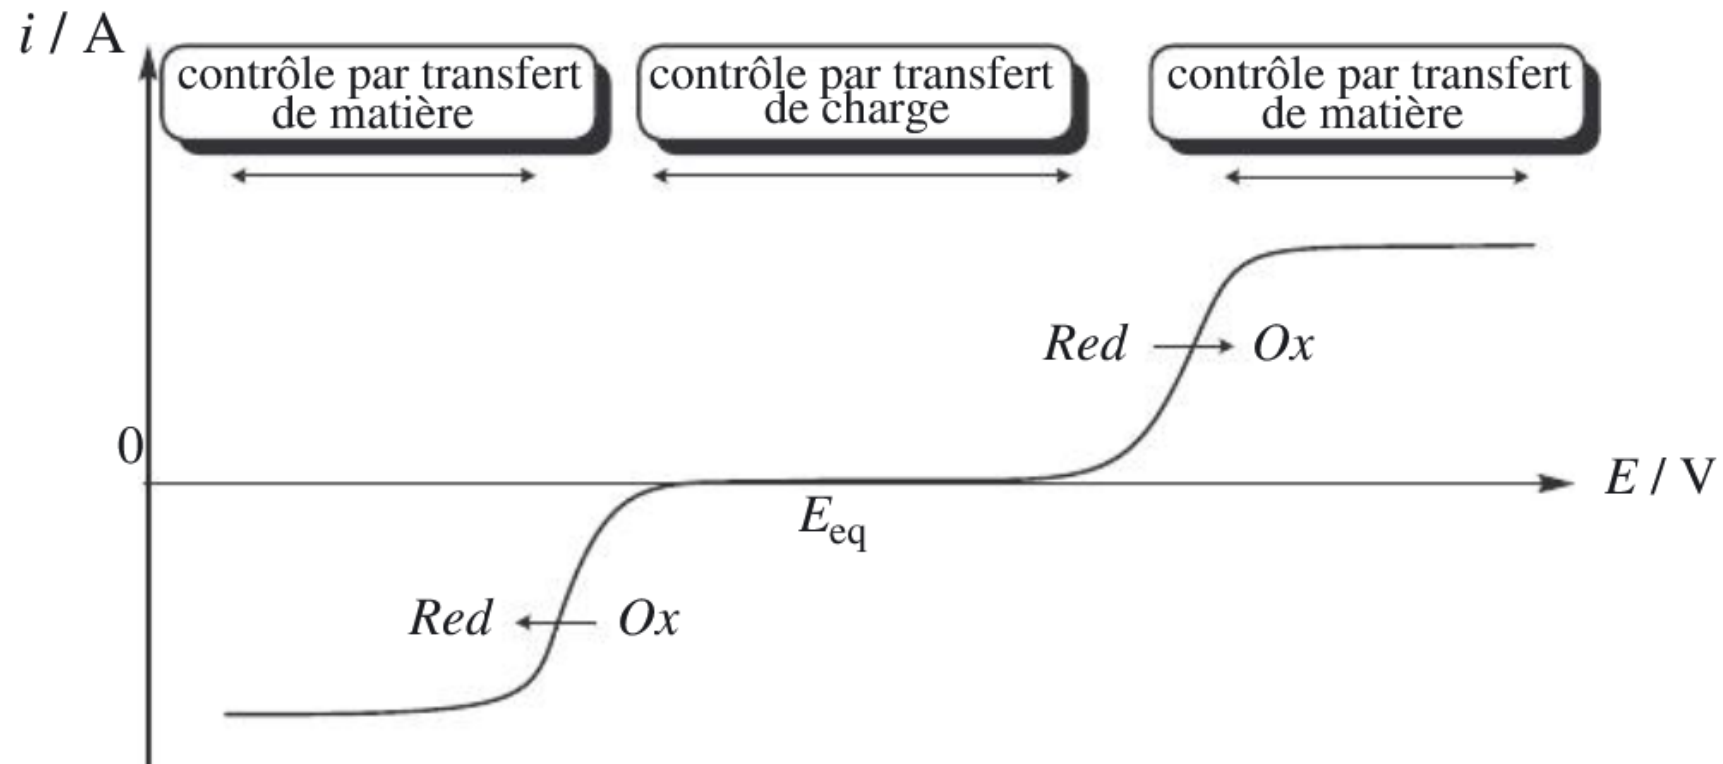 i / A
contrôle par transfert
de matière
contrôle par transfert
de charge
contrôle par transfert
de matière
Red Ox
0
E / V
Eeq
Red Ox